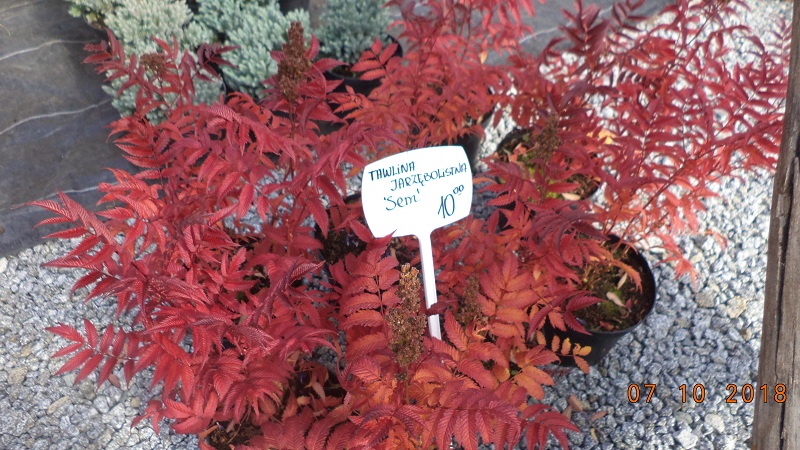 TAWLINA
JARZĘBOLISTNA
'Sem' 10⁰⁰
07 10 2018